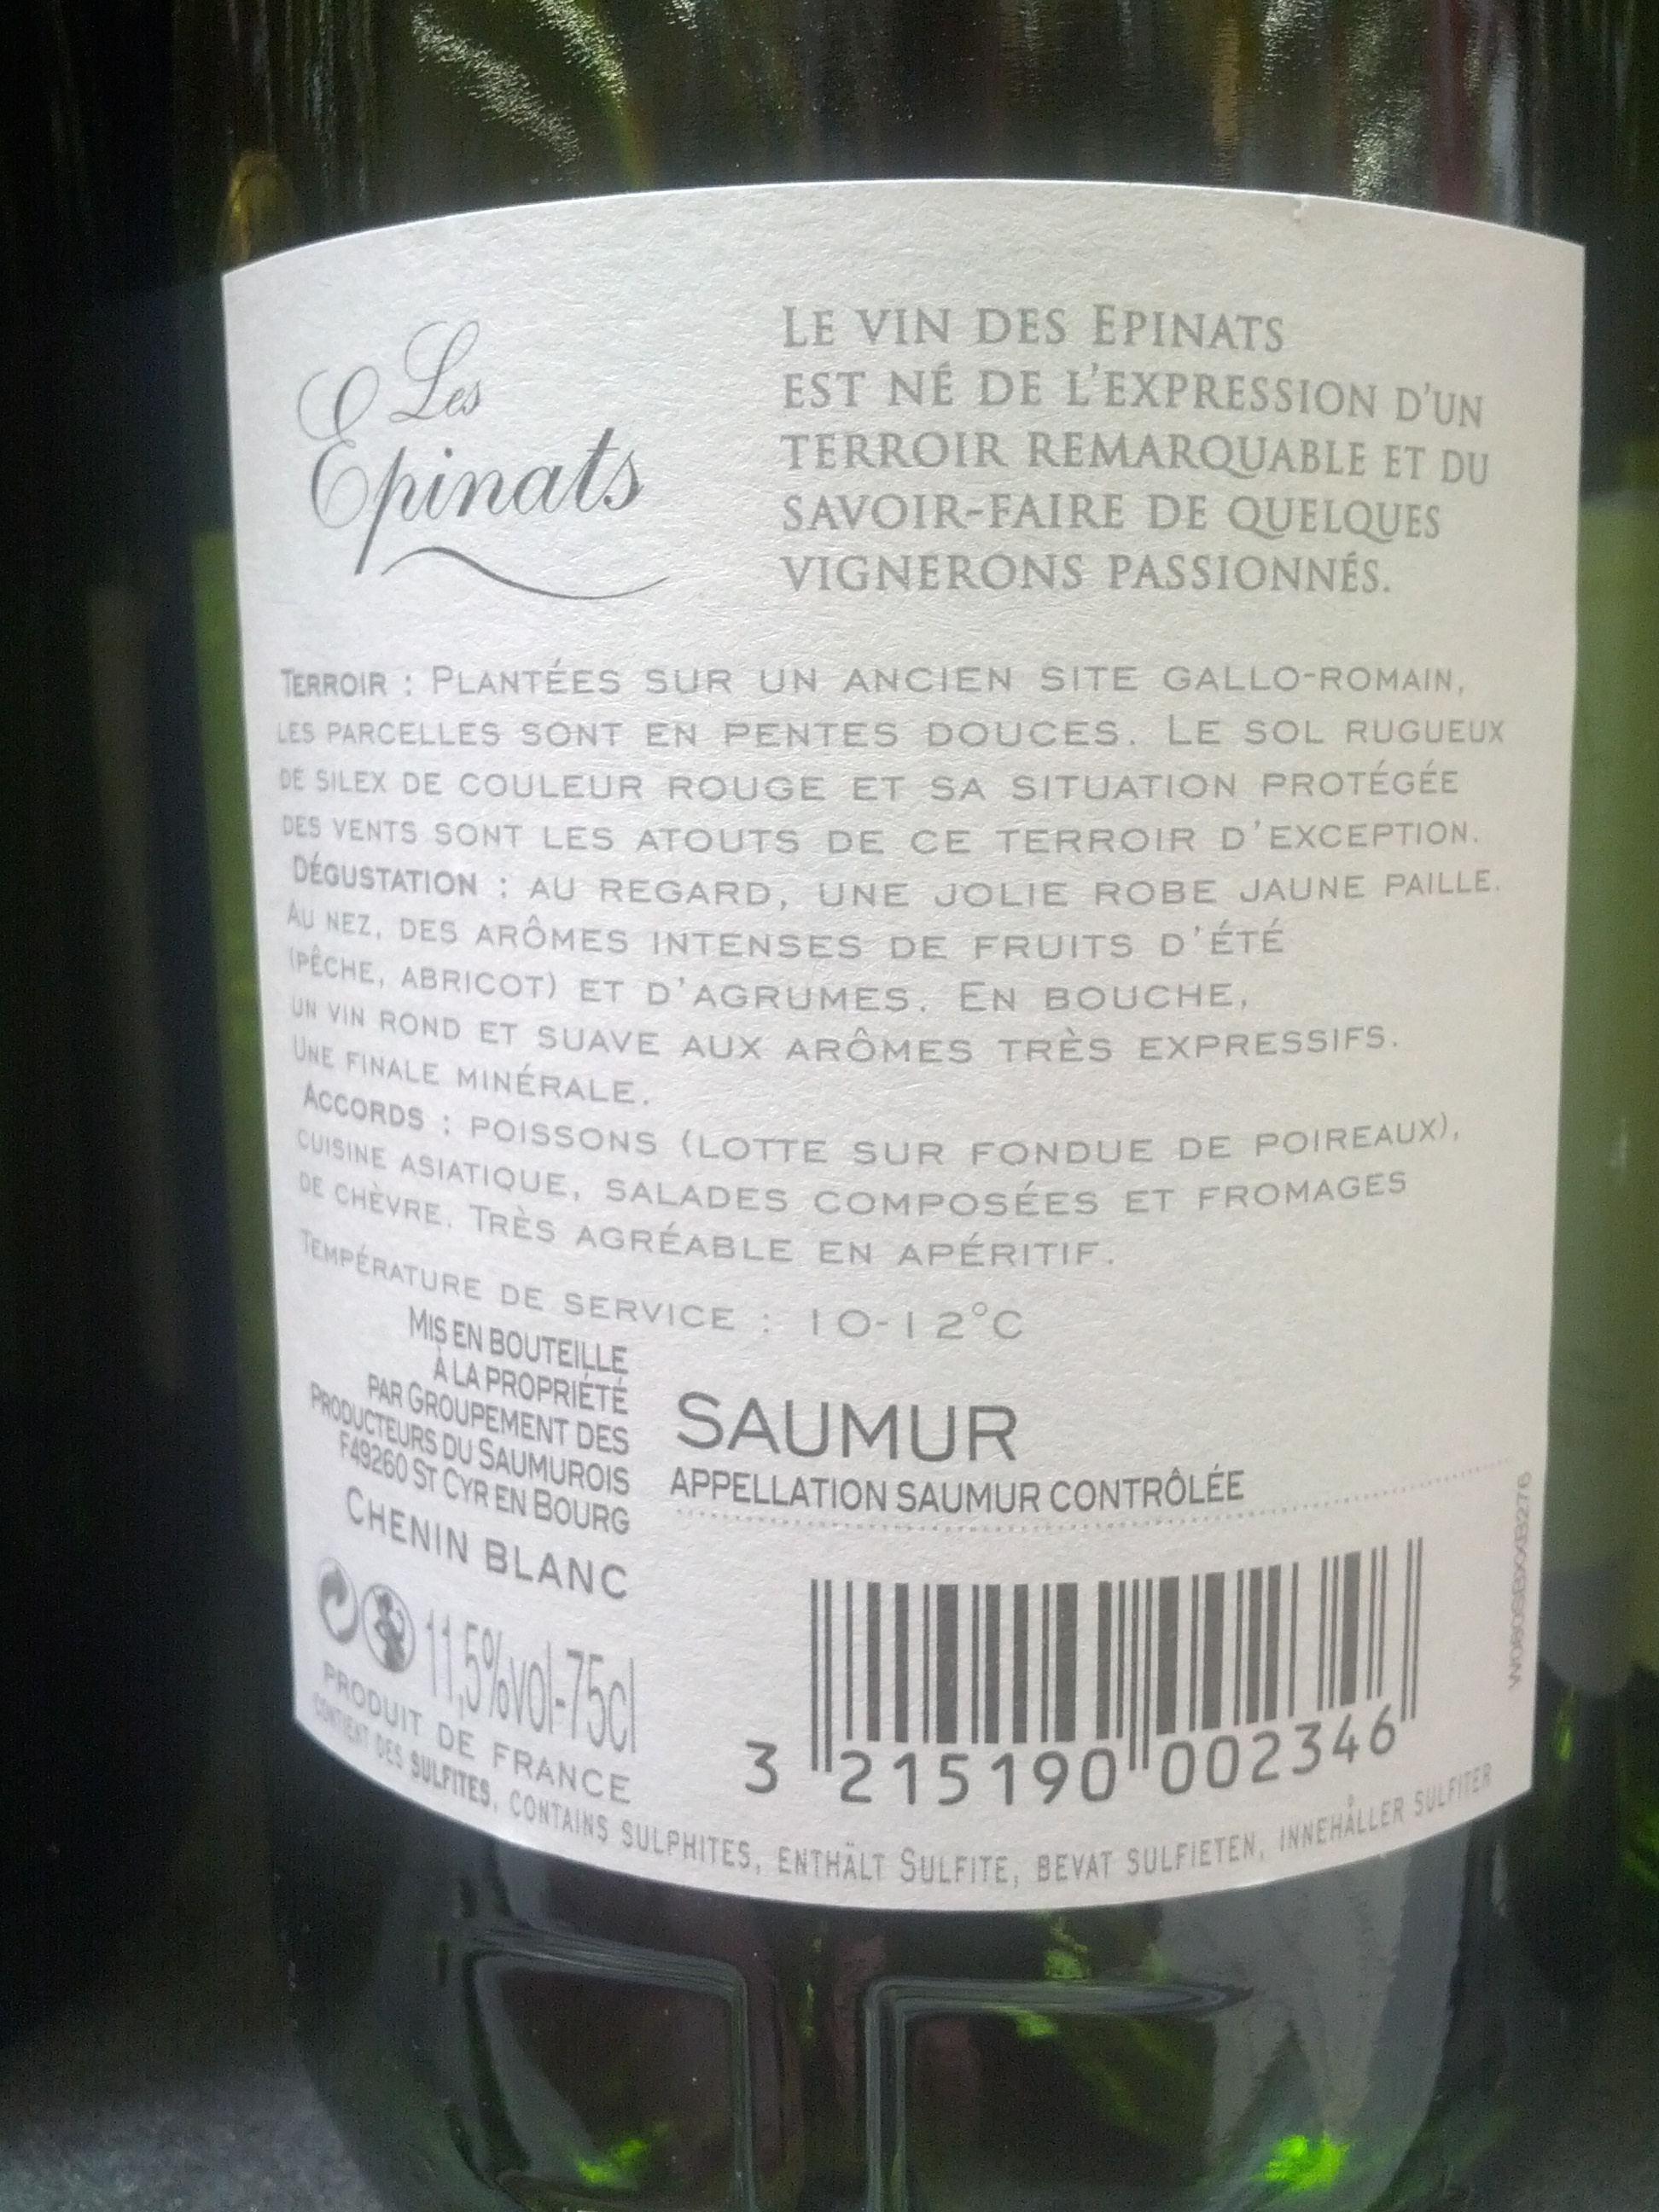 Les
Epinats
LE VIN DES EPINATS
EST NÉ DE L'EXPRESSION D'UN
TERROIR REMARQUABLE ET DU
SAVOIR-FAIRE DE QUELQUES
VIGNERONS PASSIONNÉS.
TERROIR : PLANTÉES SUR UN ANCIEN SITE GALLO-ROMAIN,
LES PARCELLES SONT EN PENTES DOUCES. LE SOL RUGUEUX
DE SILEX DE COULEUR ROUGE ET SA SITUATION PROTÉGÉE
DES VENTS SONT LES ATOUTS DE CE TERROIR D'EXCEPTION.
DÉGUSTATION : AU REGARD, UNE JOLIE ROBE JAUNE PAILLE.
AU NEZ, DES ARÔMES INTENSES DE FRUITS D'ÉTÉ
(PÊCHE, ABRICOT) ET D'AGRUMES. EN BOUCHE,
UN VIN ROND ET SUAVE AUX ARÔMES TRÈS EXPRESSIFS.
UNE FINALE MINÉRALE.
ACCORDS : POISSONS (LOTTE SUR FONDUE DE POIREAUX),
CUISINE ASIATIQUE, SALADES COMPOSÉES ET FROMAGES
DE CHÈVRE. TRÈS AGRÉABLE EN APÉRITIF.
TEMPÉRATURE DE SERVICE : 10-12°C
MIS EN BOUTEILLE
À LA PROPRIÉTÉ
PAR GROUPEMENT DES
PRODUCTEURS DU SAUMUROIS
F49260 ST CYR EN BOURG
CHENIN BLANC
11,5%vol-75cl
PRODUIT DE FRANCE
SAUMUR
APPELLATION SAUMUR CONTRÔLÉE
3 215190 002346
CONTIENT DES SULFITES, CONTAINS SULPHITES, ENTHÄLT SULFITE, BEVAT SULFIETEN, INNEHÅLLER SULFITER